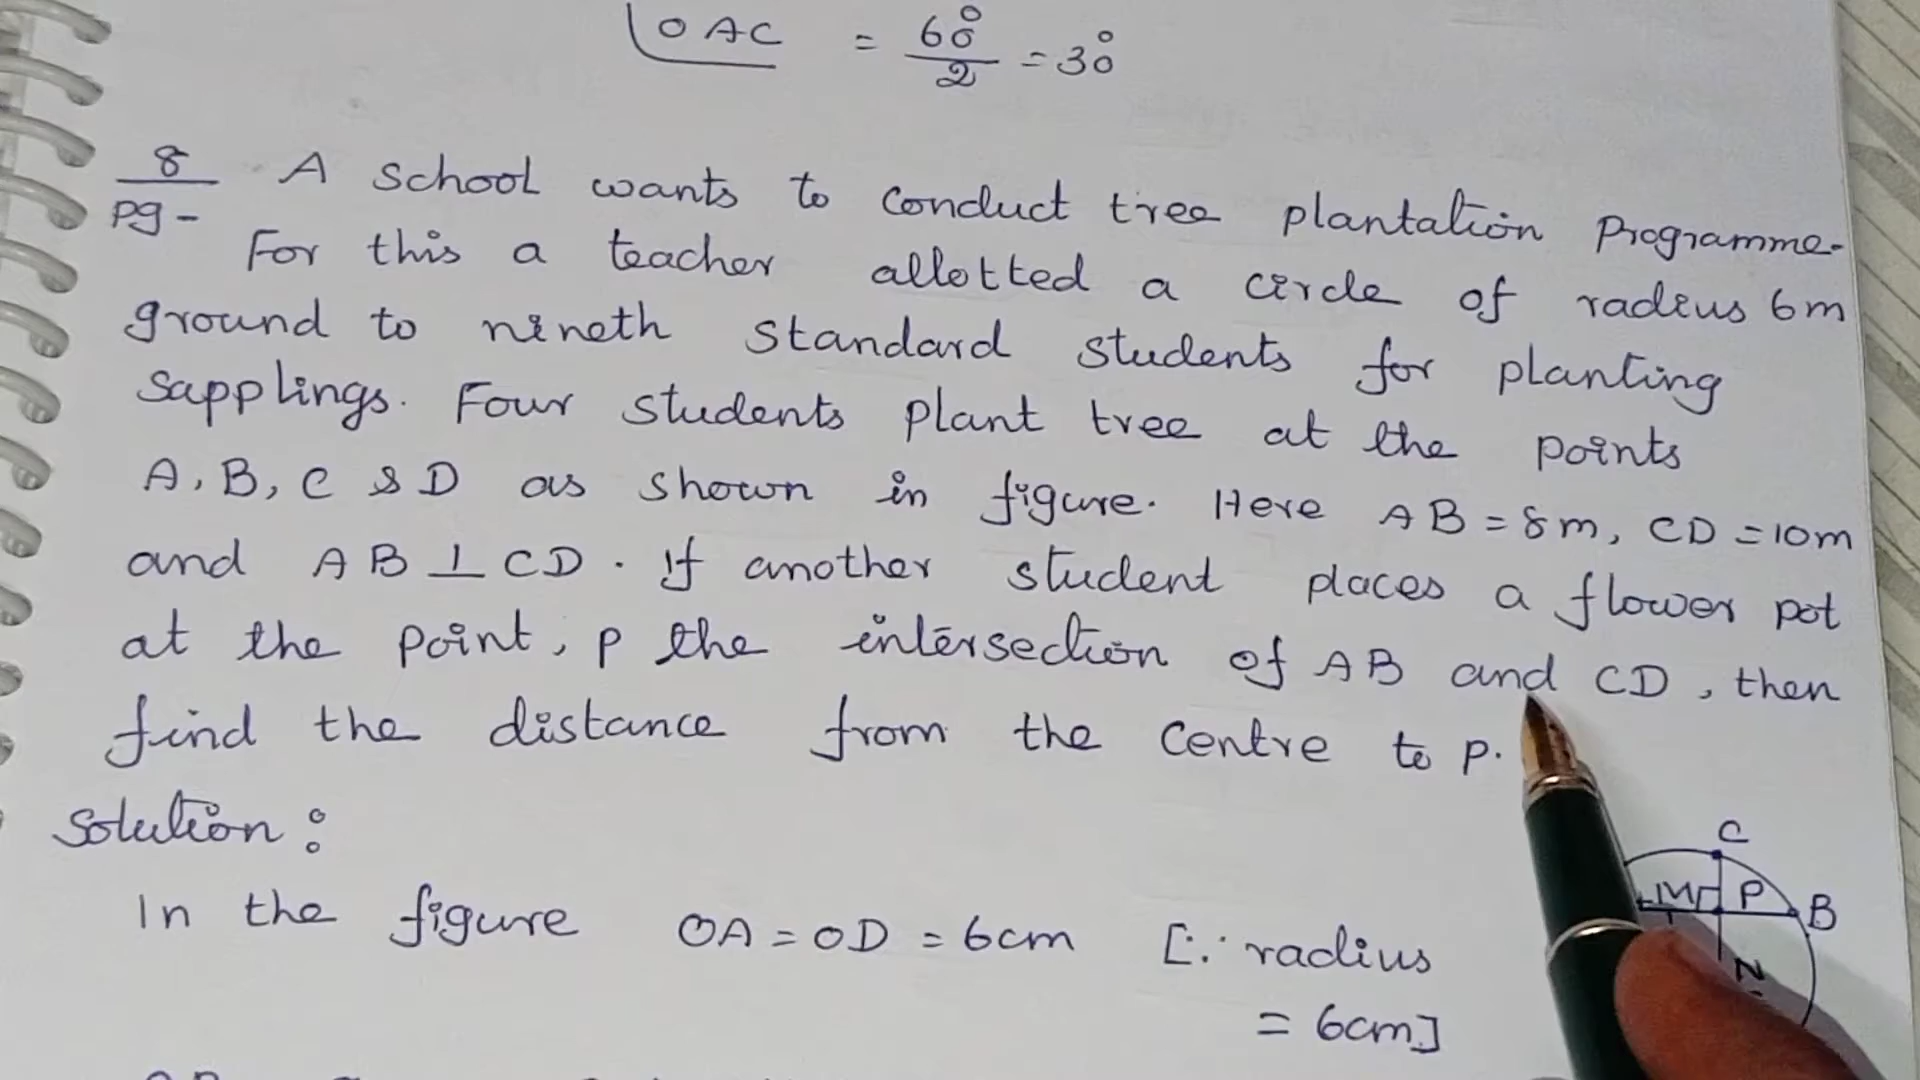 ∠OAC = 60°/2 = 30°
8/pg- A school wants to conduct tree plantation Programme.
For this a teacher allotted a circle of radius 6m
ground to nineth standard students for planting
sapplings. Four students plant tree at the points
A, B, C & D as shown in figure. Here AB = 8m, CD = 10m
and AB ⊥ CD. If another student places a flower pot
at the point, P the intersection of AB and CD, then
find the distance from the centre to P.
Solution:
In the figure OA = OD = 6cm [∵ radius
= 6cm]
C
M P B
N